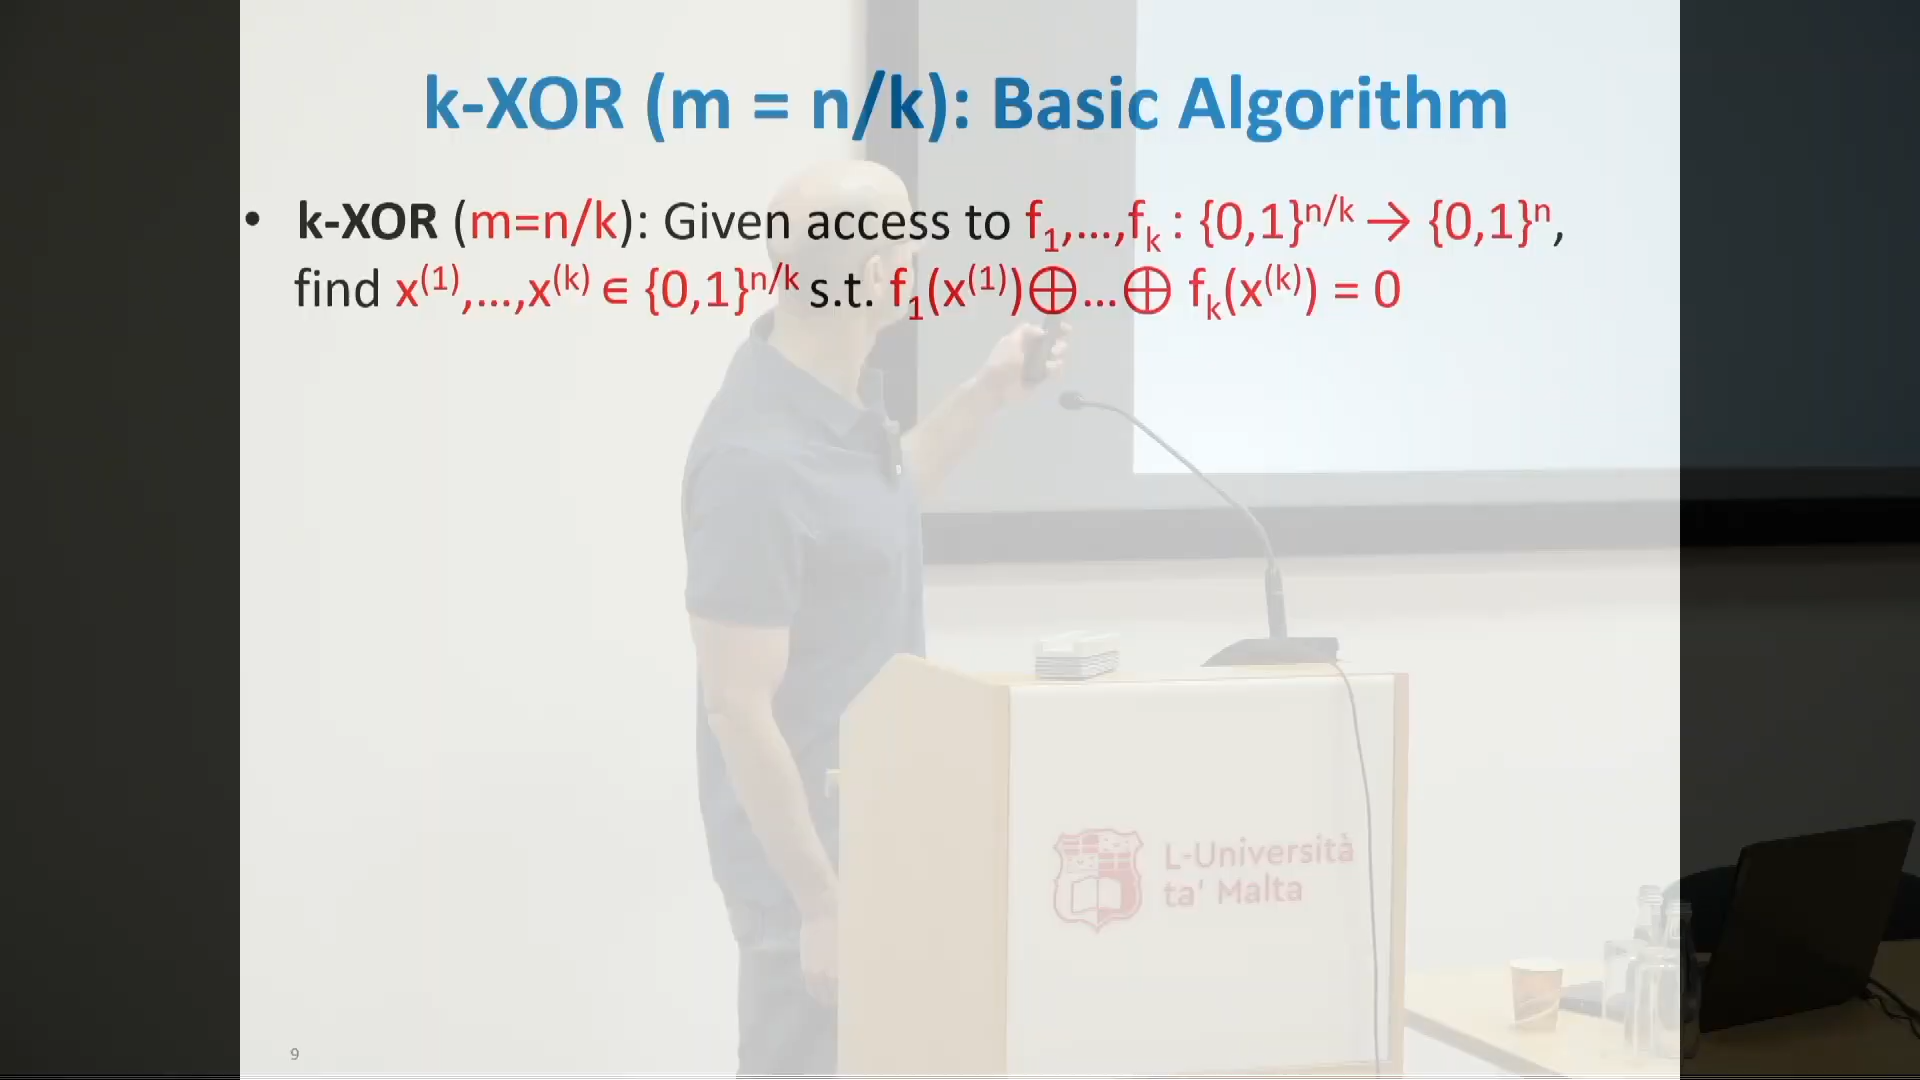 k-XOR (m = n/k): Basic Algorithm
• k-XOR (m=n/k): Given access to f₁,...,fₖ : {0,1}ⁿ/ᵏ → {0,1}ⁿ,
find x⁽¹⁾,...,x⁽ᵏ⁾ ∈ {0,1}ⁿ/ᵏ s.t. f₁(x⁽¹⁾)⊕...⊕ fₖ(x⁽ᵏ⁾) = 0
L-Università
ta' Malta
9